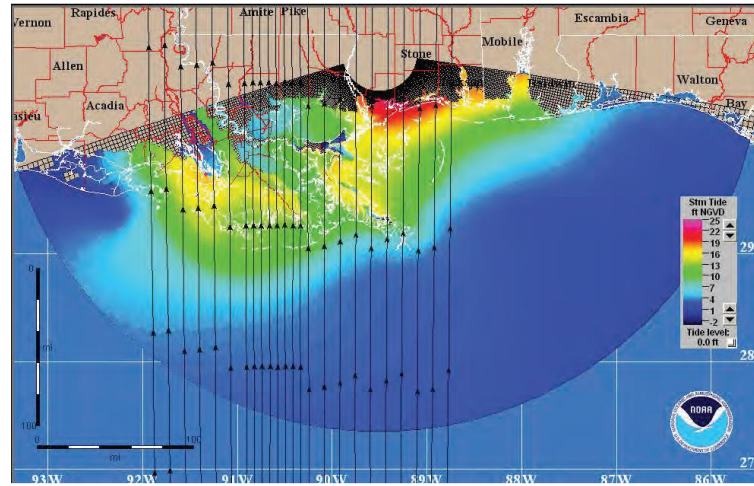 Vernon
Rapides
Amite Pike
Escambia
Geneva
Mobile
Stone
Allen
Walton
Acadia
Bay
asieu
Stm Tide
ft NGVD
25
22
19
16
13
10
7
4
1
-2
Tide level:
0.0 ft
29
28
27
0
mi
100
0
mi
100
NOAA
93W
92W
91W
90W
89W
88W
87W
86W